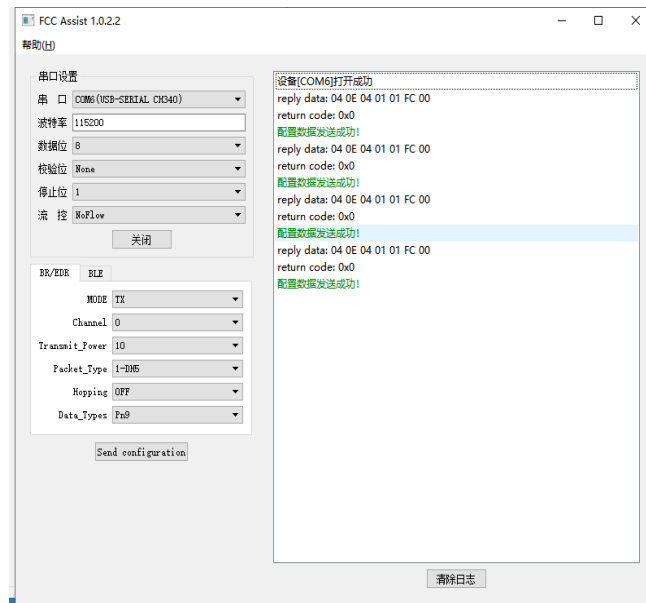 FCC Assist 1.0.2.2
帮助(H)
串口设置
串 口 COM6(USB-SERIAL CH340)
波特率 115200
数据位 8
校验位 None
停止位 1
流 控 NoFlow
关闭
BR/EDR BLE
MODE TX
Channel 0
Transmit_Power 10
Packet_Type 1-DH5
Hopping OFF
Data_Types Pn9
Send configuration
设备[COM6]打开成功
reply data: 04 0E 04 01 01 FC 00
return code: 0x0
配置数据发送成功!
reply data: 04 0E 04 01 01 FC 00
return code: 0x0
配置数据发送成功!
reply data: 04 0E 04 01 01 FC 00
return code: 0x0
配置数据发送成功!
reply data: 04 0E 04 01 01 FC 00
return code: 0x0
配置数据发送成功!
清除日志